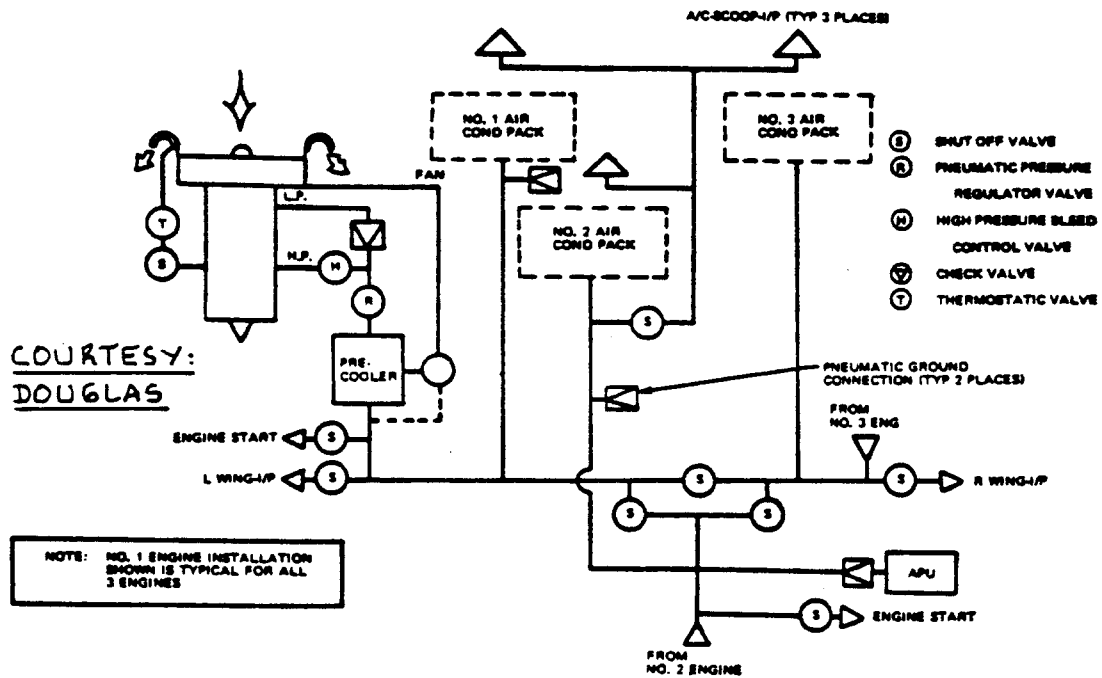 A/C-SCOOP-I/P (TYP 3 PLACES)
NO. 1 AIR
COND PACK
NO. 3 AIR
COND PACK
NO. 2 AIR
COND PACK
FAN
L.P.
H.P.
T
S
H
R
PRE-
COOLER
S SHUT OFF VALVE
R PNEUMATIC PRESSURE
REGULATOR VALVE
H HIGH PRESSURE BLEED
CONTROL VALVE
CHECK VALVE
T THERMOSTATIC VALVE
S
COURTESY:
DOUGLAS
PNEUMATIC GROUND
CONNECTION (TYP 2 PLACES)
FROM
NO. 3 ENG
ENGINE START
S
L WING-I/P
S
S
S
R WING-I/P
S
S
NOTE: NO. 1 ENGINE INSTALLATION
SHOWN IS TYPICAL FOR ALL
3 ENGINES
APU
S
ENGINE START
FROM
NO. 2 ENGINE